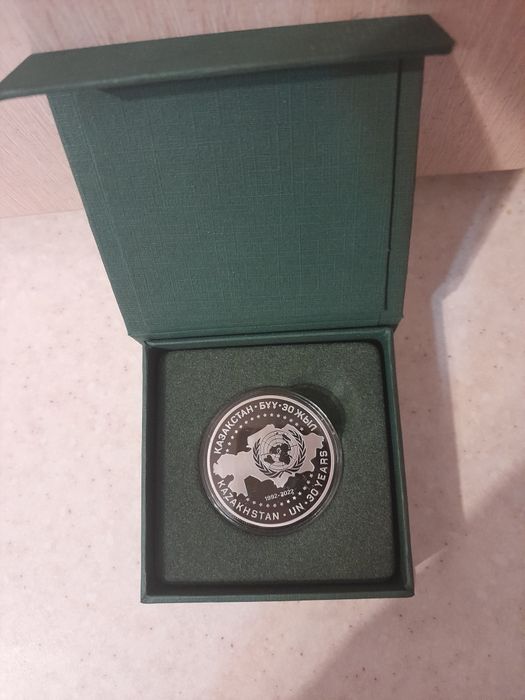 ҚАЗАҚСТАН · БҰҰ · 30 ЖЫЛ
1992-2022
KAZAKHSTAN · UN · 30 YEARS